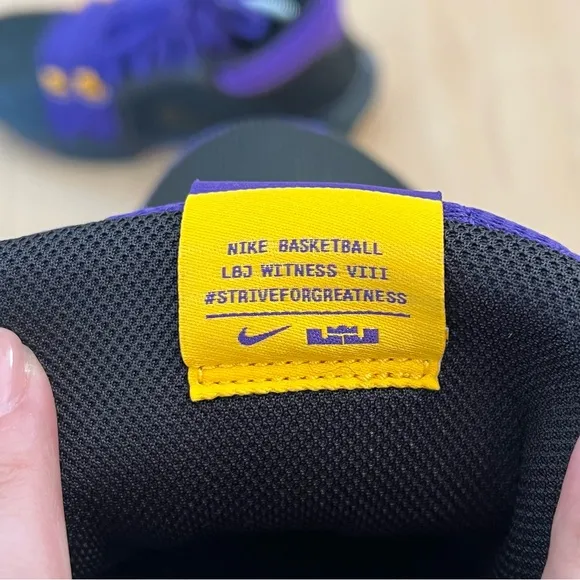 NIKE BASKETBALL
LBJ WITNESS VIII
#STRIVEFORGREATNESS